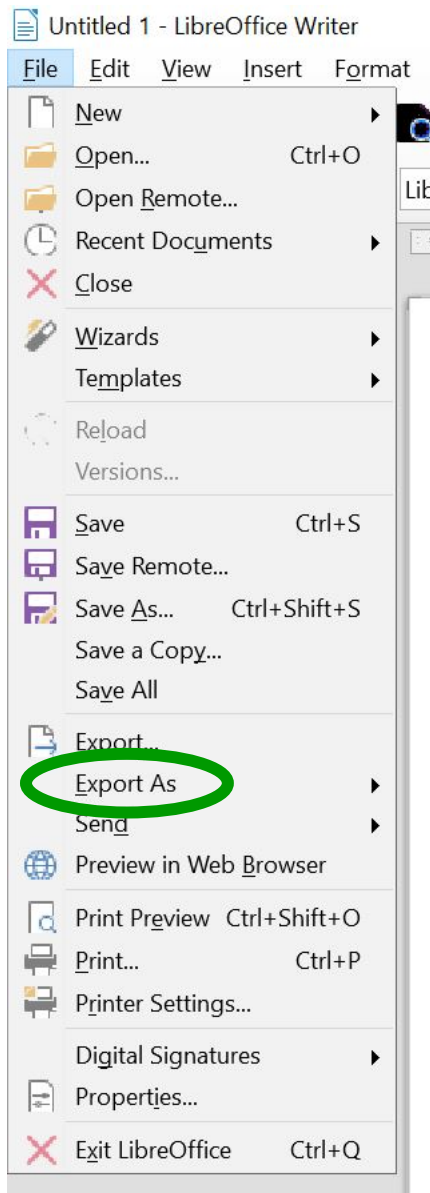 Untitled 1 - LibreOffice Writer
File Edit View Insert Format
New
Open... Ctrl+O
Open Remote...
Lib
Recent Documents
Close
Wizards
Templates
Reload
Versions...
Save Ctrl+S
Save Remote...
Save As... Ctrl+Shift+S
Save a Copy...
Save All
Export...
Export As
Send
Preview in Web Browser
Print Preview Ctrl+Shift+O
Print... Ctrl+P
Printer Settings...
Digital Signatures
Properties...
Exit LibreOffice Ctrl+Q